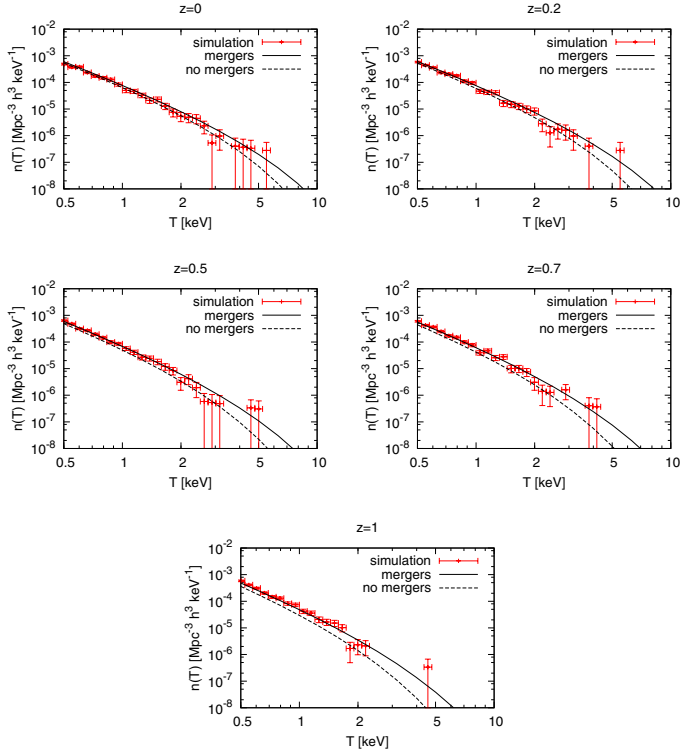 z=0
n(T) [Mpc⁻³ h³ keV⁻¹]
10⁻²
10⁻³
10⁻⁴
10⁻⁵
10⁻⁶
10⁻⁷
10⁻⁸
simulation
mergers
no mergers
0.5 1 2 5 10
T [keV]
z=0.2
n(T) [Mpc⁻³ h³ keV⁻¹]
10⁻²
10⁻³
10⁻⁴
10⁻⁵
10⁻⁶
10⁻⁷
10⁻⁸
simulation
mergers
no mergers
0.5 1 2 5 10
T [keV]
z=0.5
n(T) [Mpc⁻³ h³ keV⁻¹]
10⁻²
10⁻³
10⁻⁴
10⁻⁵
10⁻⁶
10⁻⁷
10⁻⁸
simulation
mergers
no mergers
0.5 1 2 5 10
T [keV]
z=0.7
n(T) [Mpc⁻³ h³ keV⁻¹]
10⁻²
10⁻³
10⁻⁴
10⁻⁵
10⁻⁶
10⁻⁷
10⁻⁸
simulation
mergers
no mergers
0.5 1 2 5 10
T [keV]
z=1
n(T) [Mpc⁻³ h³ keV⁻¹]
10⁻²
10⁻³
10⁻⁴
10⁻⁵
10⁻⁶
10⁻⁷
10⁻⁸
simulation
mergers
no mergers
0.5 1 2 5 10
T [keV]